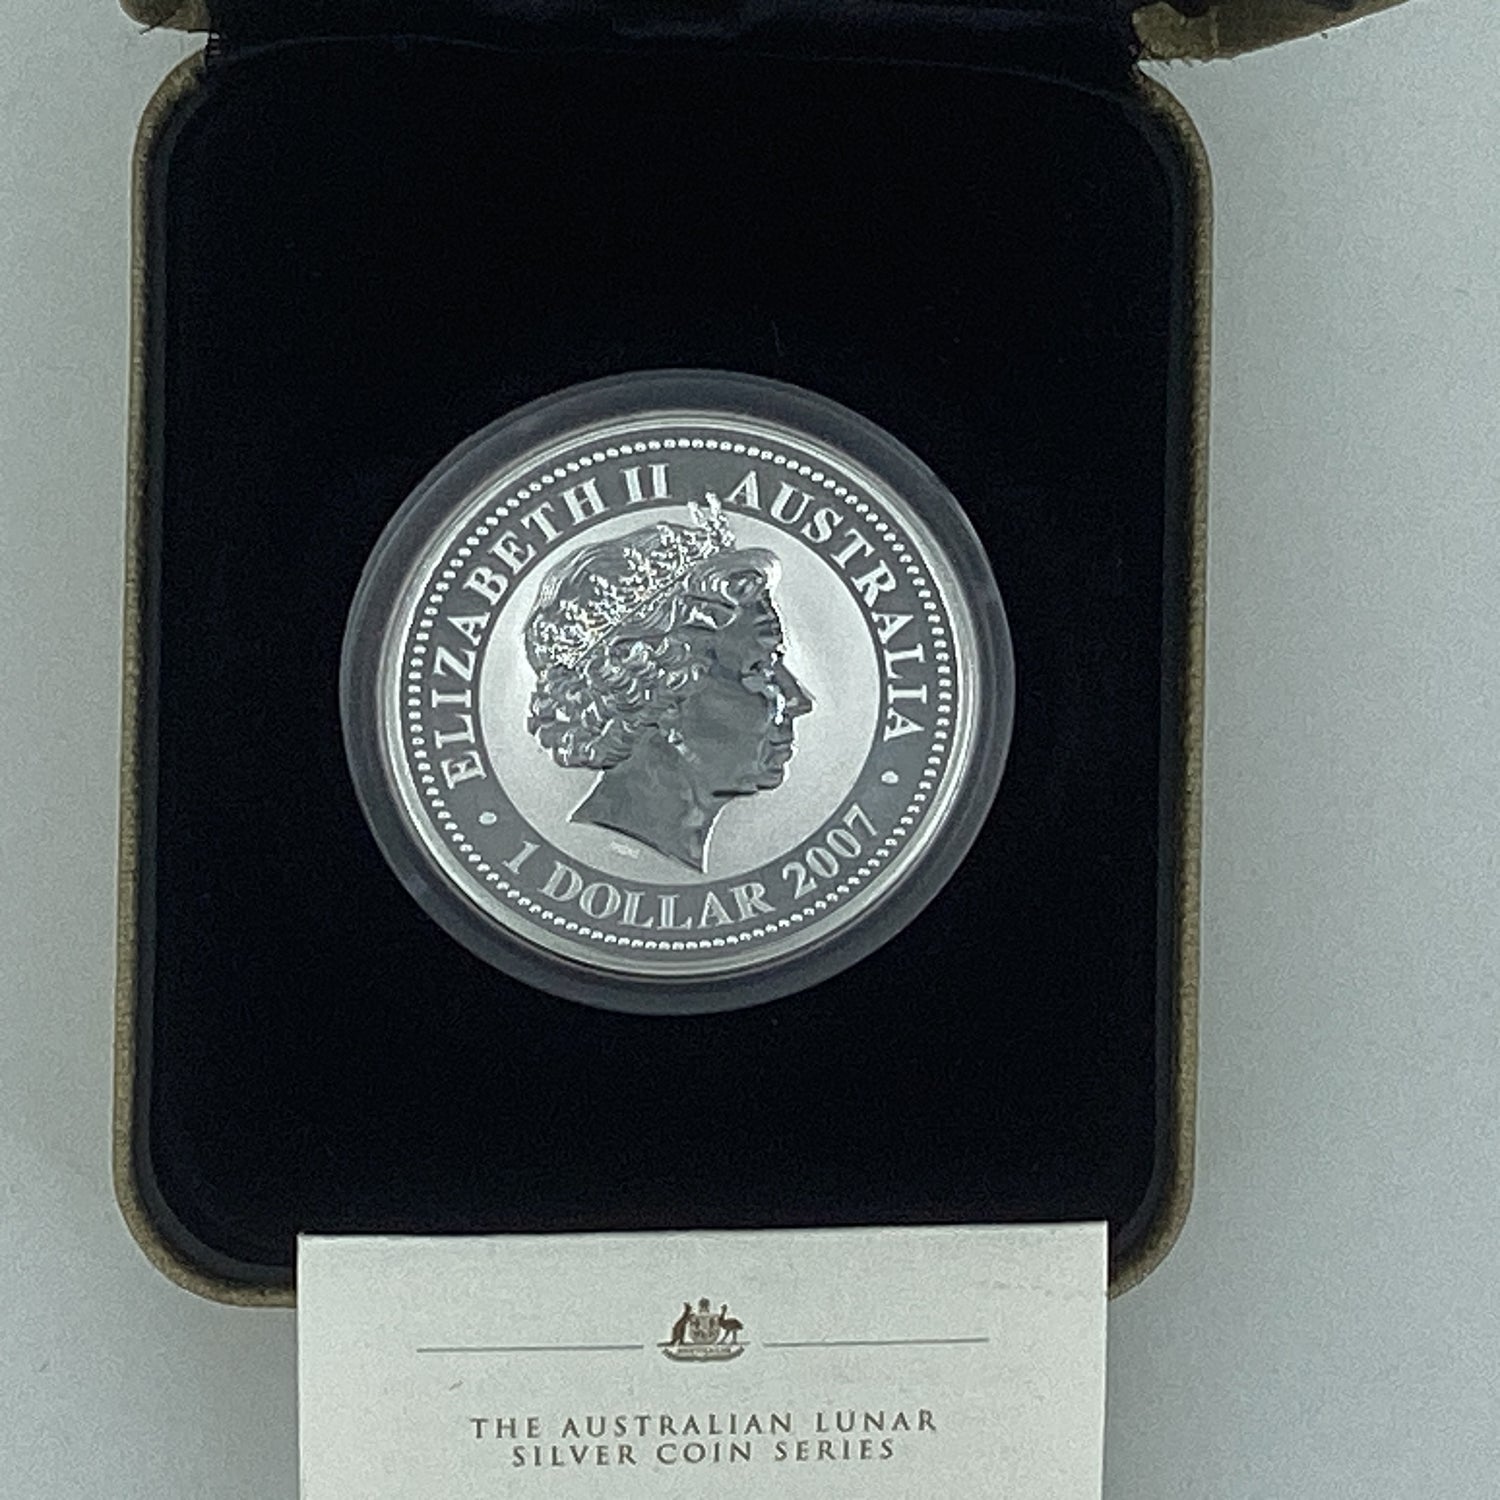 ELIZABETH II AUSTRALIA
• 1 DOLLAR 2007 •
THE AUSTRALIAN LUNAR
SILVER COIN SERIES